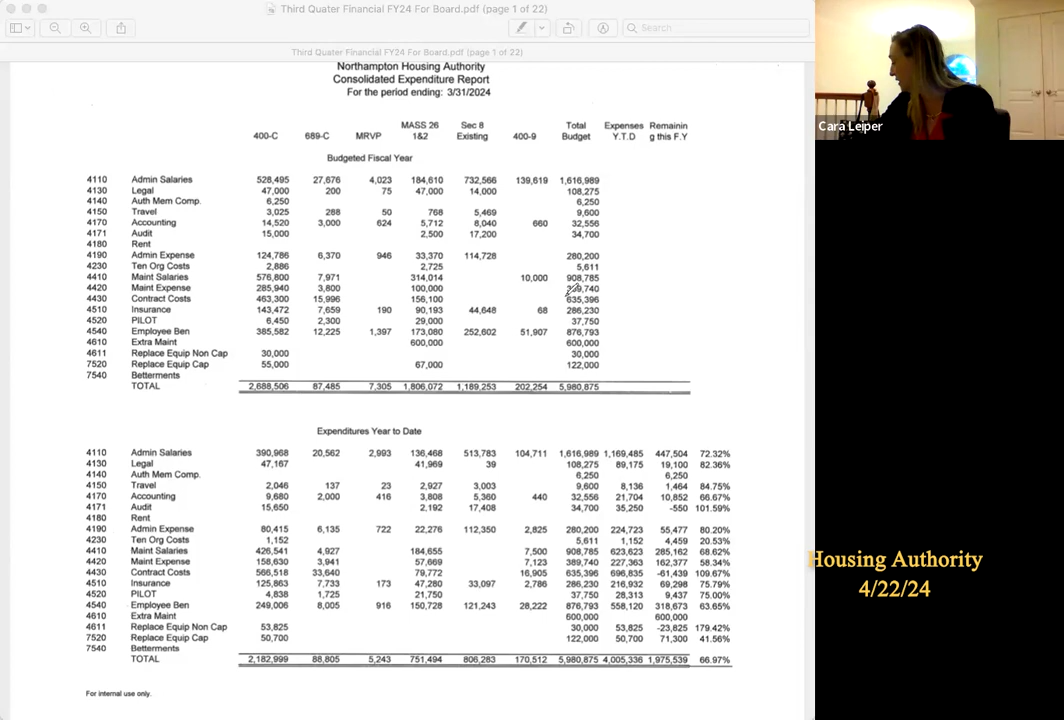 Third Quater Financial FY24 For Board.pdf (page 1 of 22)
Search
Third Quater Financial FY24 For Board.pdf (page 1 of 22)
Northampton Housing Authority
Consolidated Expenditure Report
For the period ending: 3/31/2024
MASS 26 Sec 8 Total Expenses Remainin
400-C 689-C MRVP 1&2 Existing 400-9 Budget Y.T.D g this F.Y
Budgeted Fiscal Year
4110 Admin Salaries 528,495 27,676 4,023 184,610 732,566 139,619 1,616,989
4130 Legal 47,000 200 75 47,000 14,000 108,275
4140 Auth Mem Comp. 6,250 6,250
4150 Travel 3,025 288 50 768 5,469 9,600
4170 Accounting 14,520 3,000 624 5,712 8,040 660 32,556
4171 Audit 15,000 2,500 17,200 34,700
4180 Rent
4190 Admin Expense 124,786 6,370 946 33,370 114,728 280,200
4230 Ten Org Costs 2,886 2,725 5,611
4410 Maint Salaries 576,800 7,971 314,014 10,000 908,785
4420 Maint Expense 285,940 3,800 100,000
4430 Contract Costs 463,300 15,996 156,100 635,396
4510 Insurance 143,472 7,659 190 90,193 44,648 68 286,230
4520 PILOT 6,450 2,300 29,000 37,750
4540 Employee Ben 385,582 12,225 1,397 173,080 252,602 51,907 876,793
4610 Extra Maint 600,000 600,000
4611 Replace Equip Non Cap 30,000 30,000
7520 Replace Equip Cap 55,000 67,000 122,000
7540 Betterments
TOTAL 2,688,506 87,485 7,305 1,806,072 1,189,253 202,254 5,980,875
Expenditures Year to Date
4110 Admin Salaries 390,968 20,562 2,993 136,468 513,783 104,711 1,616,989 1,169,485 447,504 72.32%
4130 Legal 47,167 41,969 39 108,275 89,175 19,100 82.36%
4140 Auth Mem Comp. 6,250 6,250
4150 Travel 2,046 137 23 2,927 3,003 9,600 8,136 1,464 84.75%
4170 Accounting 9,680 2,000 416 3,808 5,360 440 32,556 21,704 10,852 66.67%
4171 Audit 15,650 2,192 17,408 34,700 35,250 -550 101.59%
4180 Rent
4190 Admin Expense 80,415 6,135 722 22,276 112,350 2,825 280,200 224,723 55,477 80.20%
4230 Ten Org Costs 1,152 5,611 1,152 4,459 20.53%
4410 Maint Salaries 426,541 4,927 184,655 7,500 908,785 623,623 285,162 68.62%
4420 Maint Expense 158,630 3,941 57,669 7,123 389,740 227,363 162,377 58.34%
4430 Contract Costs 566,518 33,640 79,772 16,905 635,396 696,835 -61,439 109.67%
4510 Insurance 125,863 7,733 173 47,280 33,097 2,786 286,230 216,932 69,298 75.79%
4520 PILOT 4,838 1,725 21,750 37,750 28,313 9,437 75.00%
4540 Employee Ben 249,006 8,005 916 150,728 121,243 28,222 876,793 558,120 318,673 63.65%
4610 Extra Maint 600,000 600,000
4611 Replace Equip Non Cap 53,825 30,000 53,825 -23,825 179.42%
7520 Replace Equip Cap 50,700 122,000 50,700 71,300 41.56%
7540 Betterments
TOTAL 2,182,999 88,805 5,243 751,494 806,283 170,512 5,980,875 4,005,336 1,975,539 66.97%
For internal use only.
Cara Leiper
Housing Authority
4/22/24